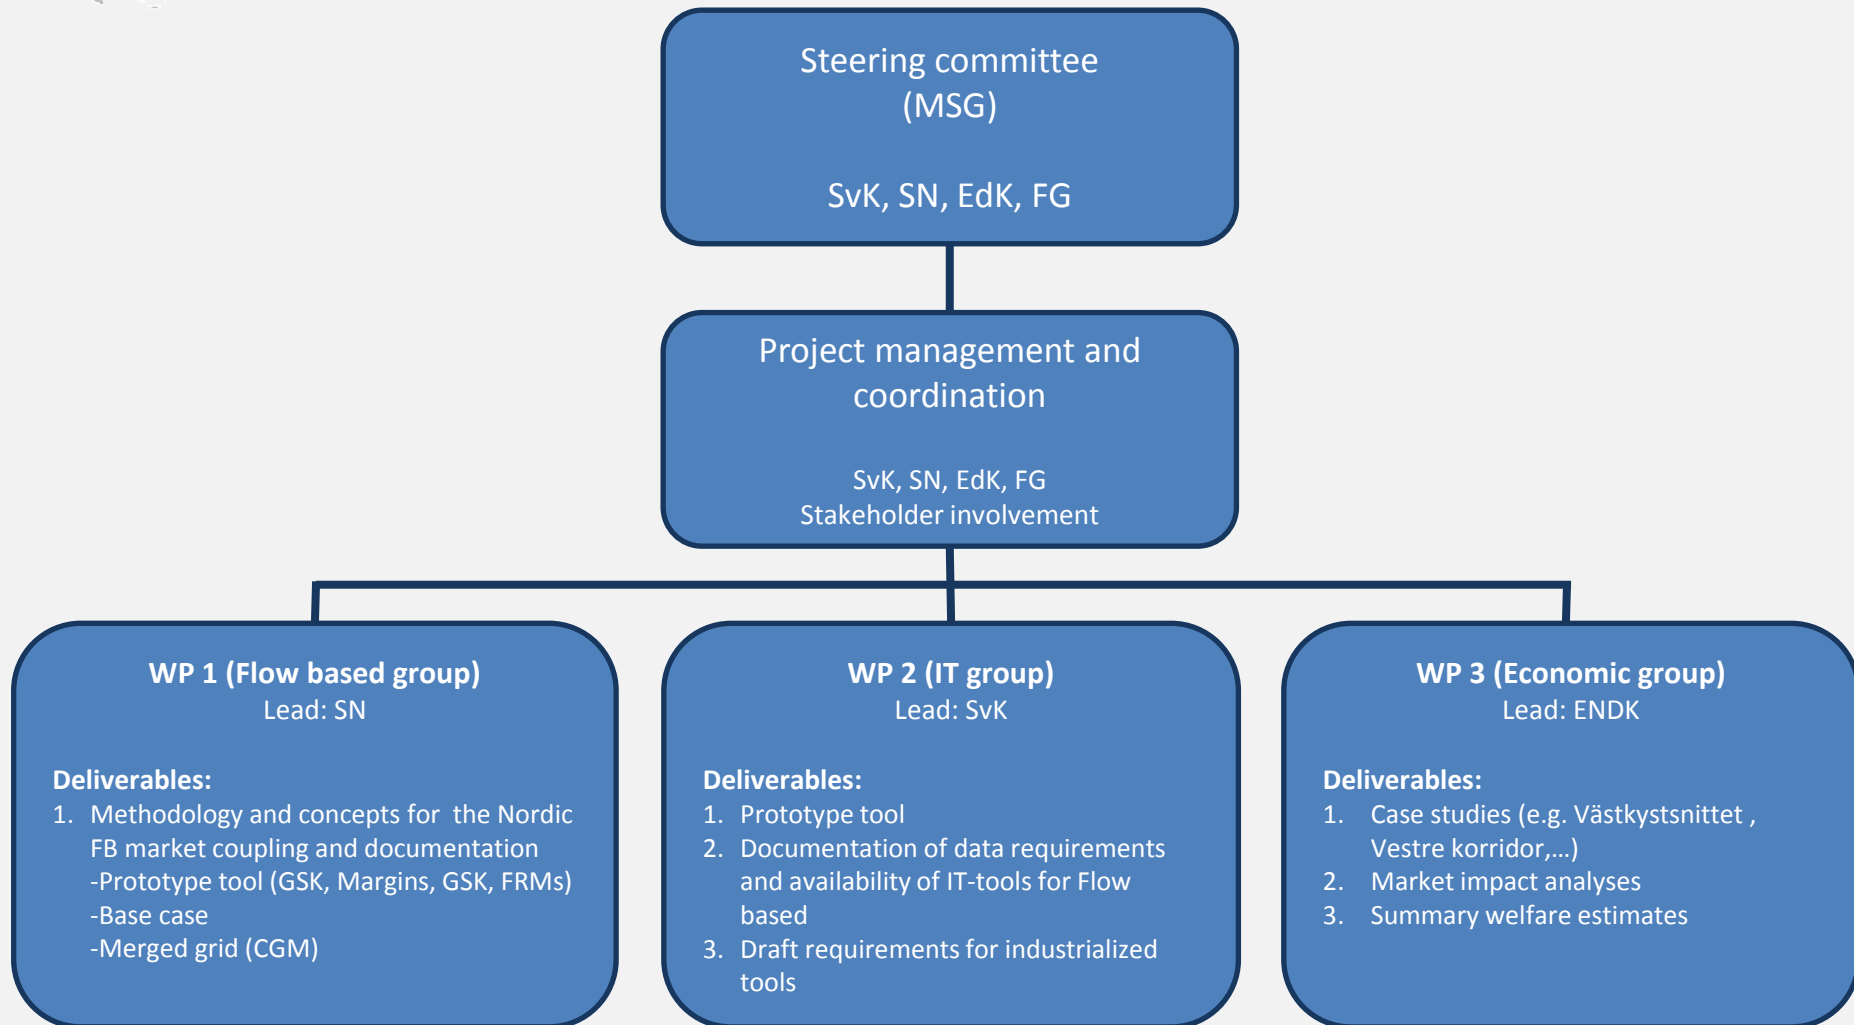 Steering committee
(MSG)
SvK, SN, EdK, FG
Project management and
coordination
SvK, SN, EdK, FG
Stakeholder involvement
WP 1 (Flow based group)
Lead: SN
Deliverables:
1. Methodology and concepts for the Nordic
FB market coupling and documentation
-Prototype tool (GSK, Margins, GSK, FRMs)
-Base case
-Merged grid (CGM)
WP 2 (IT group)
Lead: SvK
Deliverables:
1. Prototype tool
2. Documentation of data requirements
and availability of IT-tools for Flow
based
3. Draft requirements for industrialized
tools
WP 3 (Economic group)
Lead: ENDK
Deliverables:
1. Case studies (e.g. Västkystsnittet ,
Vestre korridor,...)
2. Market impact analyses
3. Summary welfare estimates